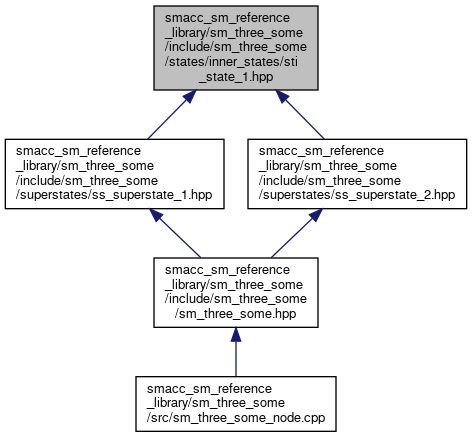 smacc_sm_reference
_library/sm_three_some
/include/sm_three_some
/states/inner_states/sti
_state_1.hpp
smacc_sm_reference
_library/sm_three_some
/include/sm_three_some
/superstates/ss_superstate_1.hpp
smacc_sm_reference
_library/sm_three_some
/include/sm_three_some
/superstates/ss_superstate_2.hpp
smacc_sm_reference
_library/sm_three_some
/include/sm_three_some
/sm_three_some.hpp
smacc_sm_reference
_library/sm_three_some
/src/sm_three_some_node.cpp